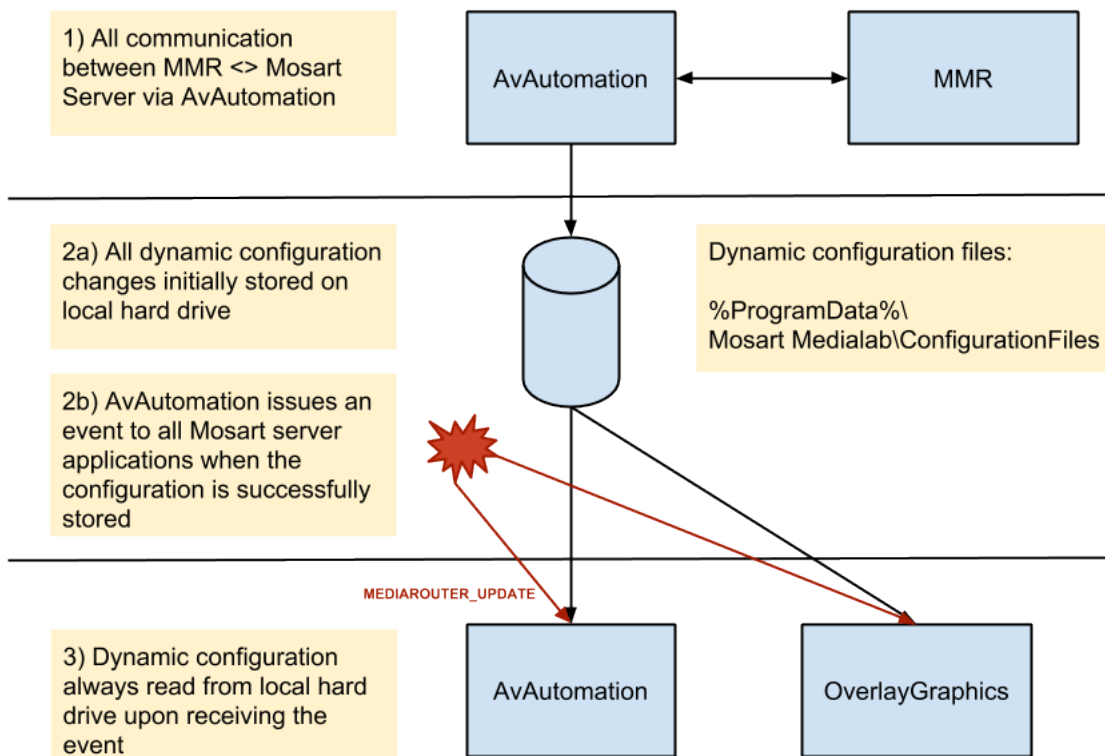 1) All communication
between MMR <> Mosart
Server via AvAutomation
AvAutomation
MMR
2a) All dynamic configuration
changes initially stored on
local hard drive
Dynamic configuration files:
%ProgramData%\
Mosart Medialab\ConfigurationFiles
2b) AvAutomation issues an
event to all Mosart server
applications when the
configuration is successfully
stored
MEDIAROUTER_UPDATE
3) Dynamic configuration
always read from local hard
drive upon receiving the
event
AvAutomation
OverlayGraphics